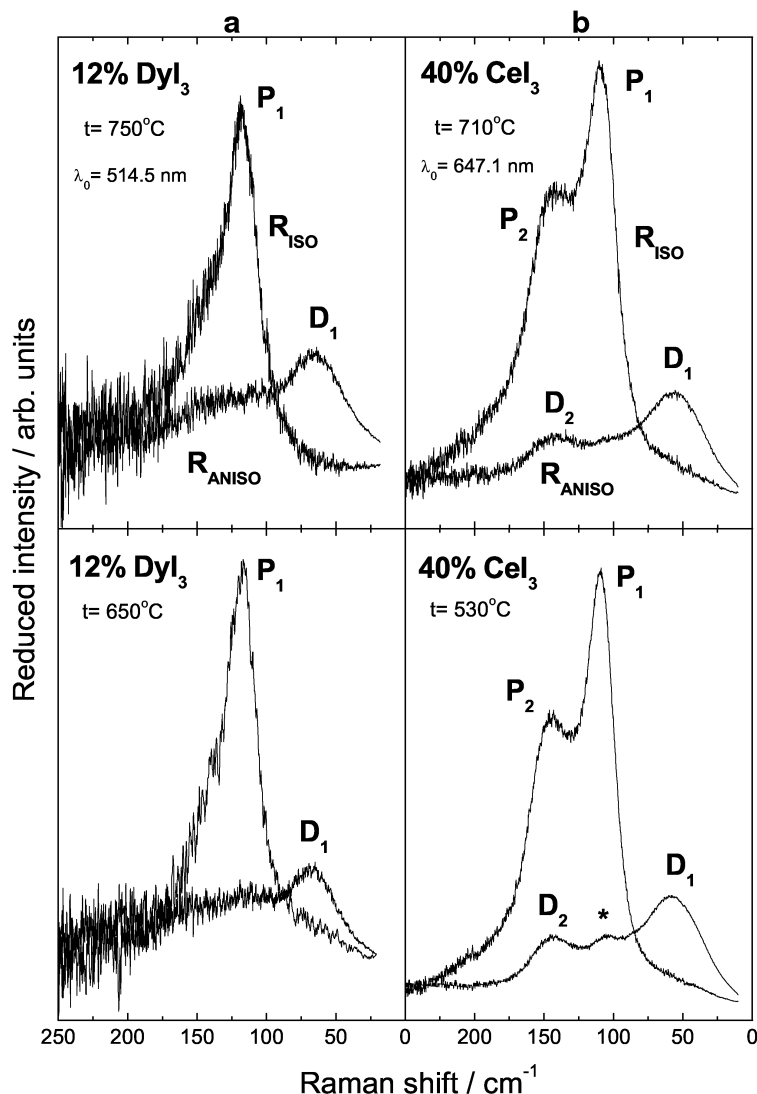 a
b
12% DyI3
t= 750°C
λ0= 514.5 nm
P1
RISO
D1
RANISO
40% CeI3
t= 710°C
λ0= 647.1 nm
P1
P2
RISO
D1
D2
RANISO
12% DyI3
t= 650°C
P1
D1
40% CeI3
t= 530°C
P1
P2
D1
D2
*
Reduced intensity / arb. units
250 200 150 100 50 0 200 150 100 50 0
Raman shift / cm-1